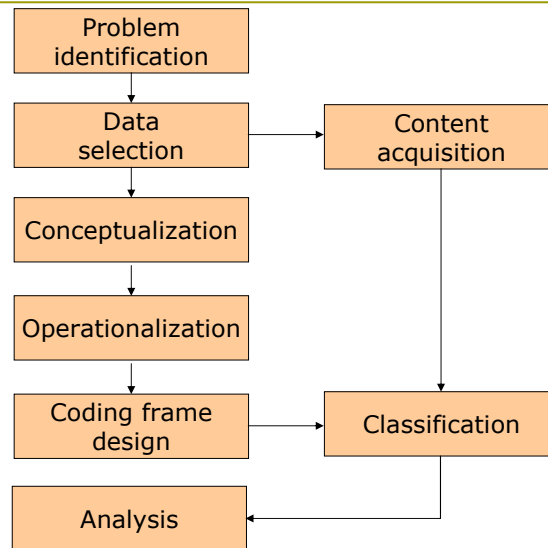 Problem
identification
Data
selection
Content
acquisition
Conceptualization
Operationalization
Coding frame
design
Classification
Analysis